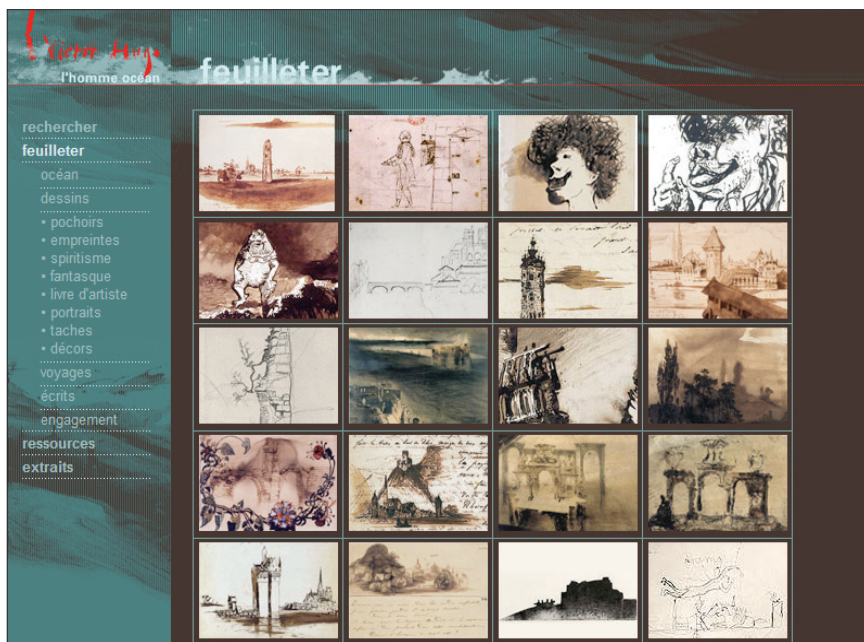 Victor Hugo
l'homme océan
feuilleter
rechercher
feuilleter
océan
dessins
• pochoirs
• empreintes
• spiritisme
• fantasque
• livre d'artiste
• portraits
• taches
• décors
voyages
écrits
engagement
ressources
extraits